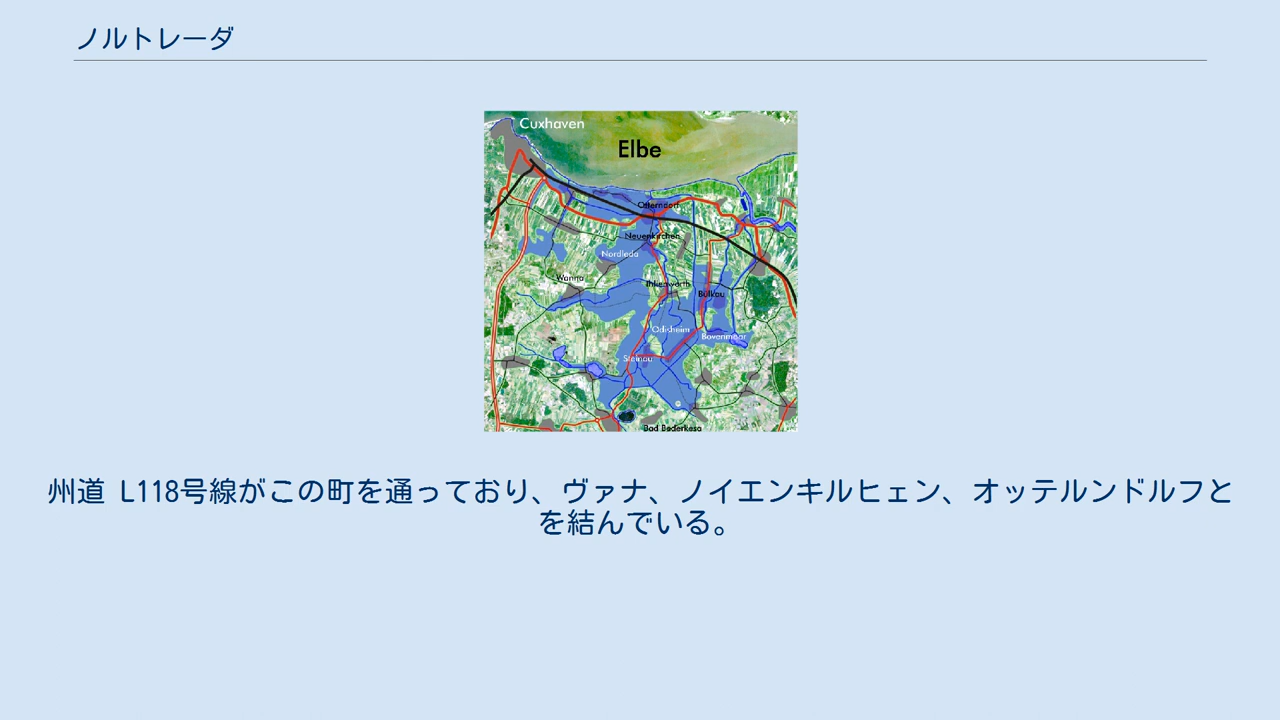 ノルトレーダ
Cuxhaven
Elbe
Otterndorf
Neuenkirchen
Nordleda
Wanna
Ihlienworth
Bülkau
Odisheim
Bovenmoor
Steinau
Bad Bederkesa
州道 L118号線がこの町を通っており、ヴァナ、ノイエンキルヒェン、オッテルンドルフと
を結んでいる。